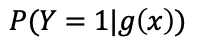 P(Y = 1|g(x))